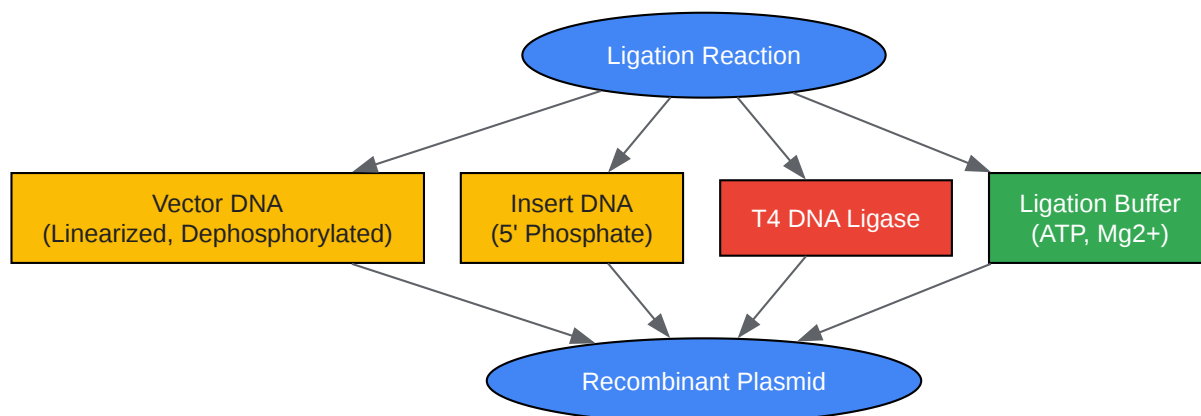 Ligation Reaction
Vector DNA
(Linearized, Dephosphorylated)
Insert DNA
(5' Phosphate)
T4 DNA Ligase
Ligation Buffer
(ATP, Mg2+)
Recombinant Plasmid